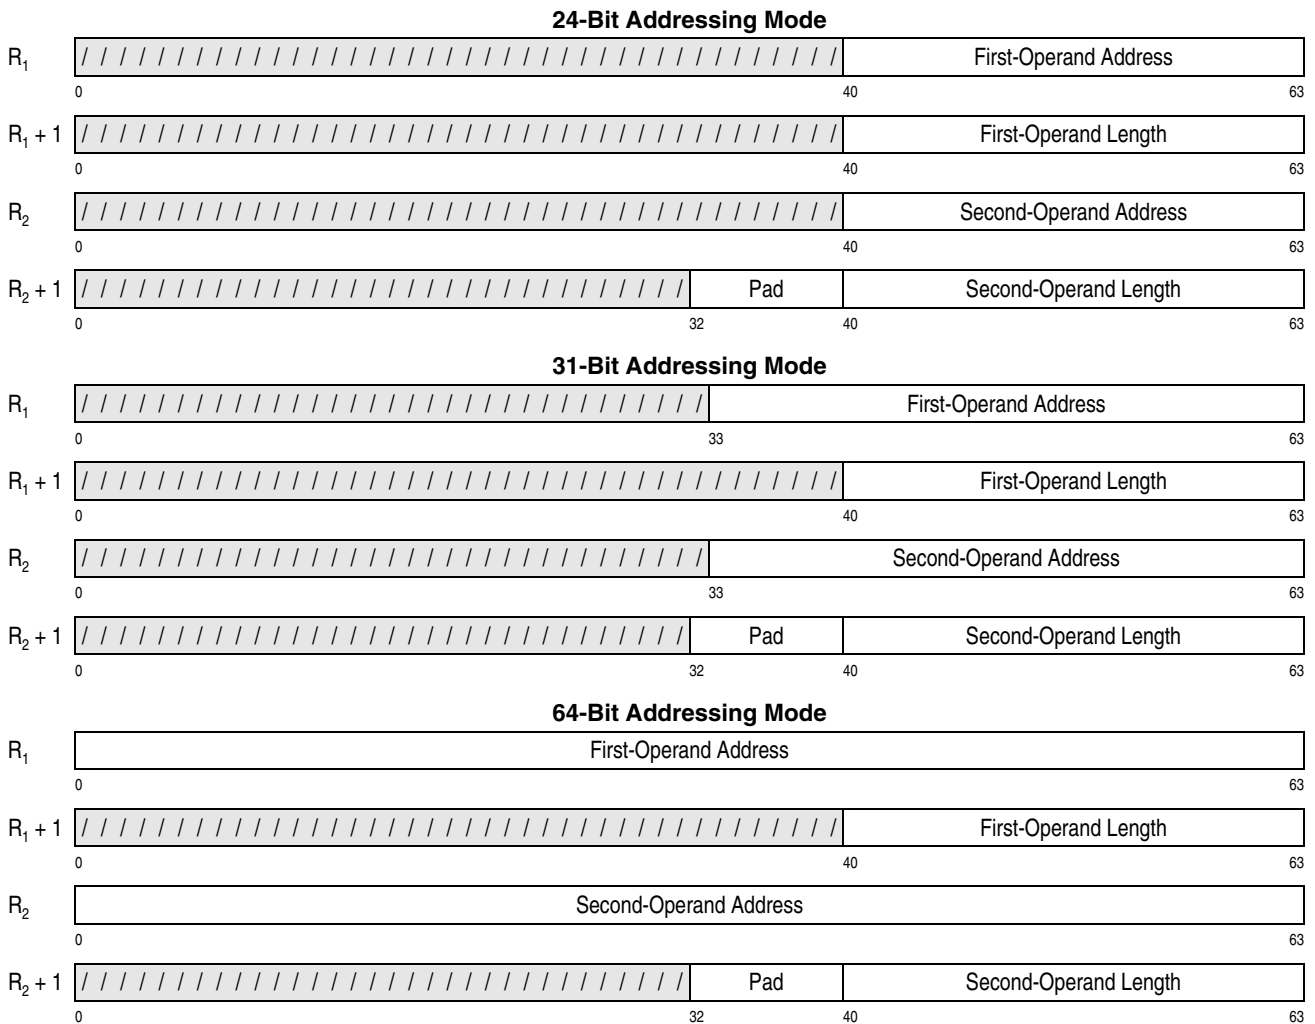 24-Bit Addressing Mode
R₁ / / / / / / / / / / / / / / / / / / / / / / / / / / / / / / / / / / / / / / / / First-Operand Address
0 40 63
R₁ + 1 / / / / / / / / / / / / / / / / / / / / / / / / / / / / / / / / / / / / / / / / First-Operand Length
0 40 63
R₂ / / / / / / / / / / / / / / / / / / / / / / / / / / / / / / / / / / / / / / / / Second-Operand Address
0 40 63
R₂ + 1 / / / / / / / / / / / / / / / / / / / / / / / / / / / / / / / / Pad Second-Operand Length
0 32 40 63
31-Bit Addressing Mode
R₁ / / / / / / / / / / / / / / / / / / / / / / / / / / / / / / / / / First-Operand Address
0 33 63
R₁ + 1 / / / / / / / / / / / / / / / / / / / / / / / / / / / / / / / / / / / / / / / / First-Operand Length
0 40 63
R₂ / / / / / / / / / / / / / / / / / / / / / / / / / / / / / / / / / Second-Operand Address
0 33 63
R₂ + 1 / / / / / / / / / / / / / / / / / / / / / / / / / / / / / / / / Pad Second-Operand Length
0 32 40 63
64-Bit Addressing Mode
R₁ First-Operand Address
0 63
R₁ + 1 / / / / / / / / / / / / / / / / / / / / / / / / / / / / / / / / / / / / / / / / First-Operand Length
0 40 63
R₂ Second-Operand Address
0 63
R₂ + 1 / / / / / / / / / / / / / / / / / / / / / / / / / / / / / / / / Pad Second-Operand Length
0 32 40 63